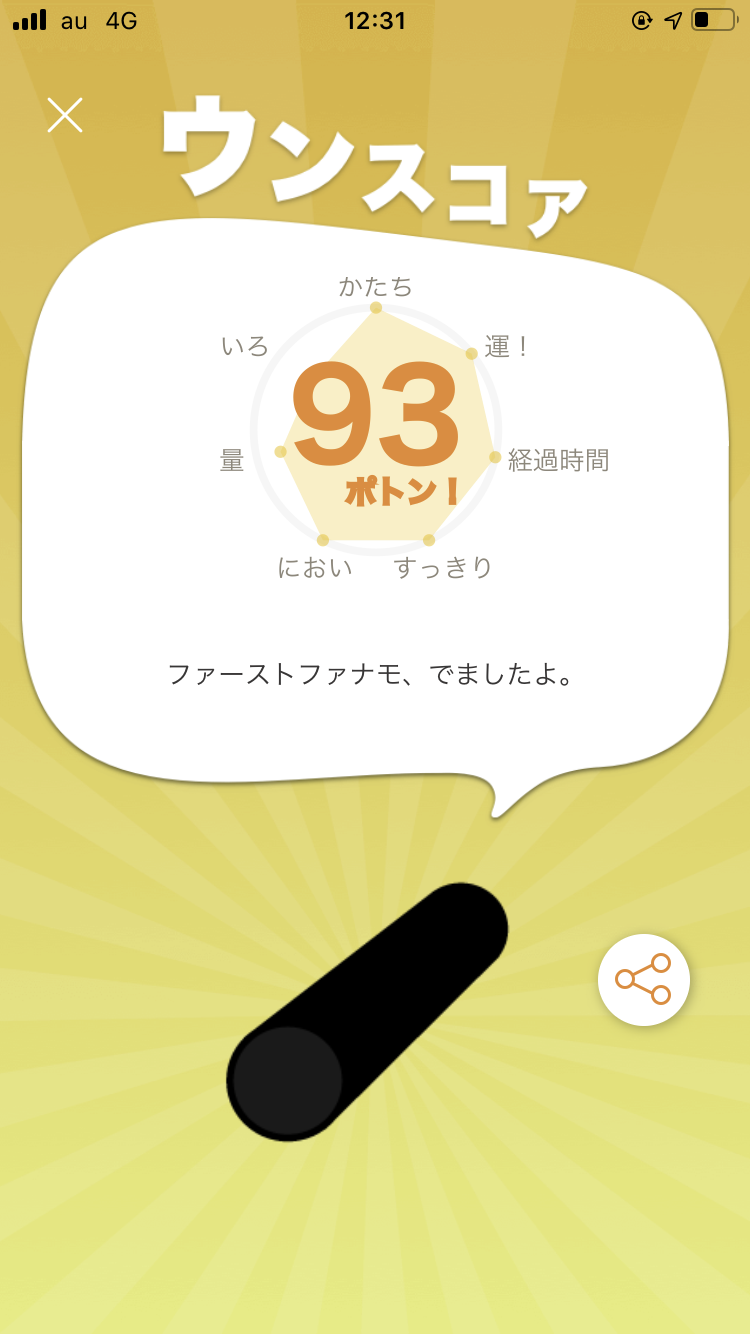 au 4G 12:31
ウンスコァ
かたち
いろ
運!
93
ポトン!
量
経過時間
におい
すっきり
ファーストファナモ、でましたよ。